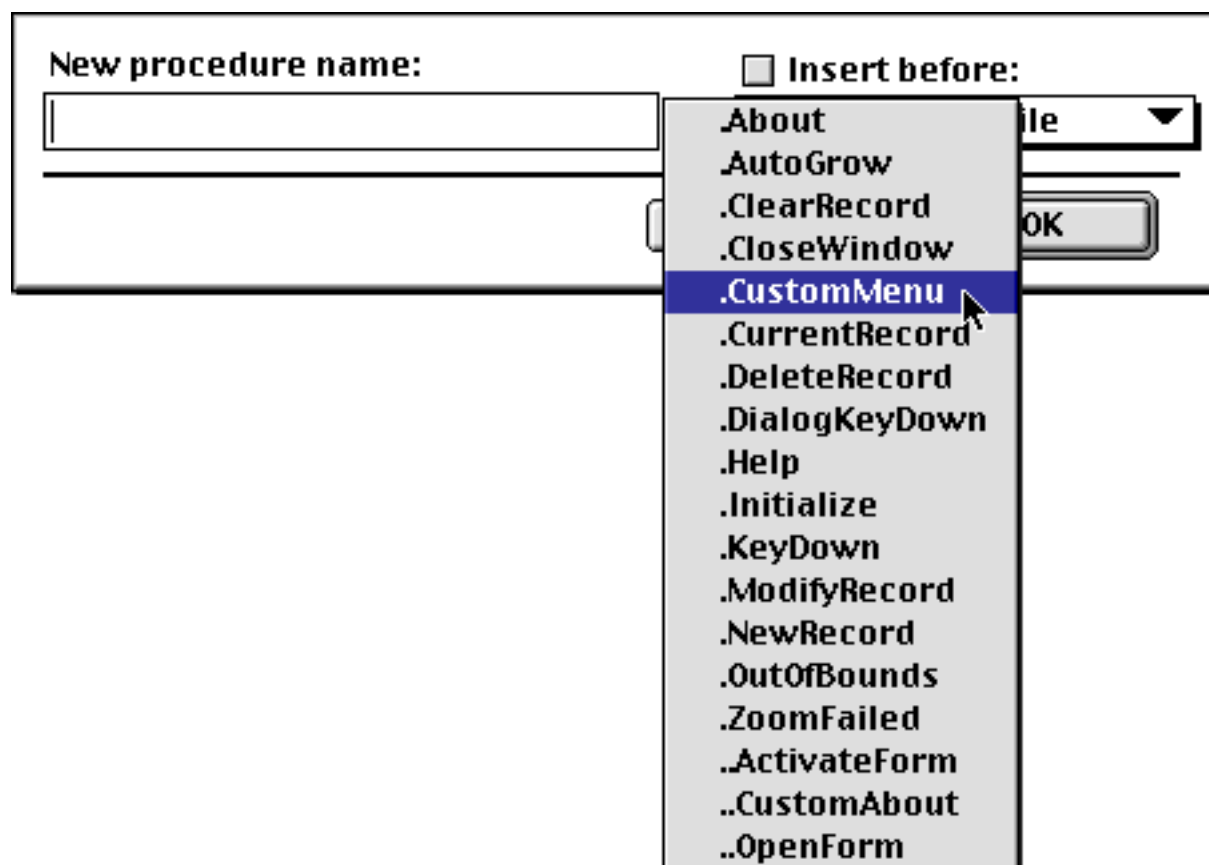 New procedure name:
Insert before:
ile
OK
.About
.AutoGrow
.ClearRecord
.CloseWindow
.CustomMenu
.CurrentRecord
.DeleteRecord
.DialogKeyDown
.Help
.Initialize
.KeyDown
.ModifyRecord
.NewRecord
.OutOfBounds
.ZoomFailed
..ActivateForm
..CustomAbout
..OpenForm